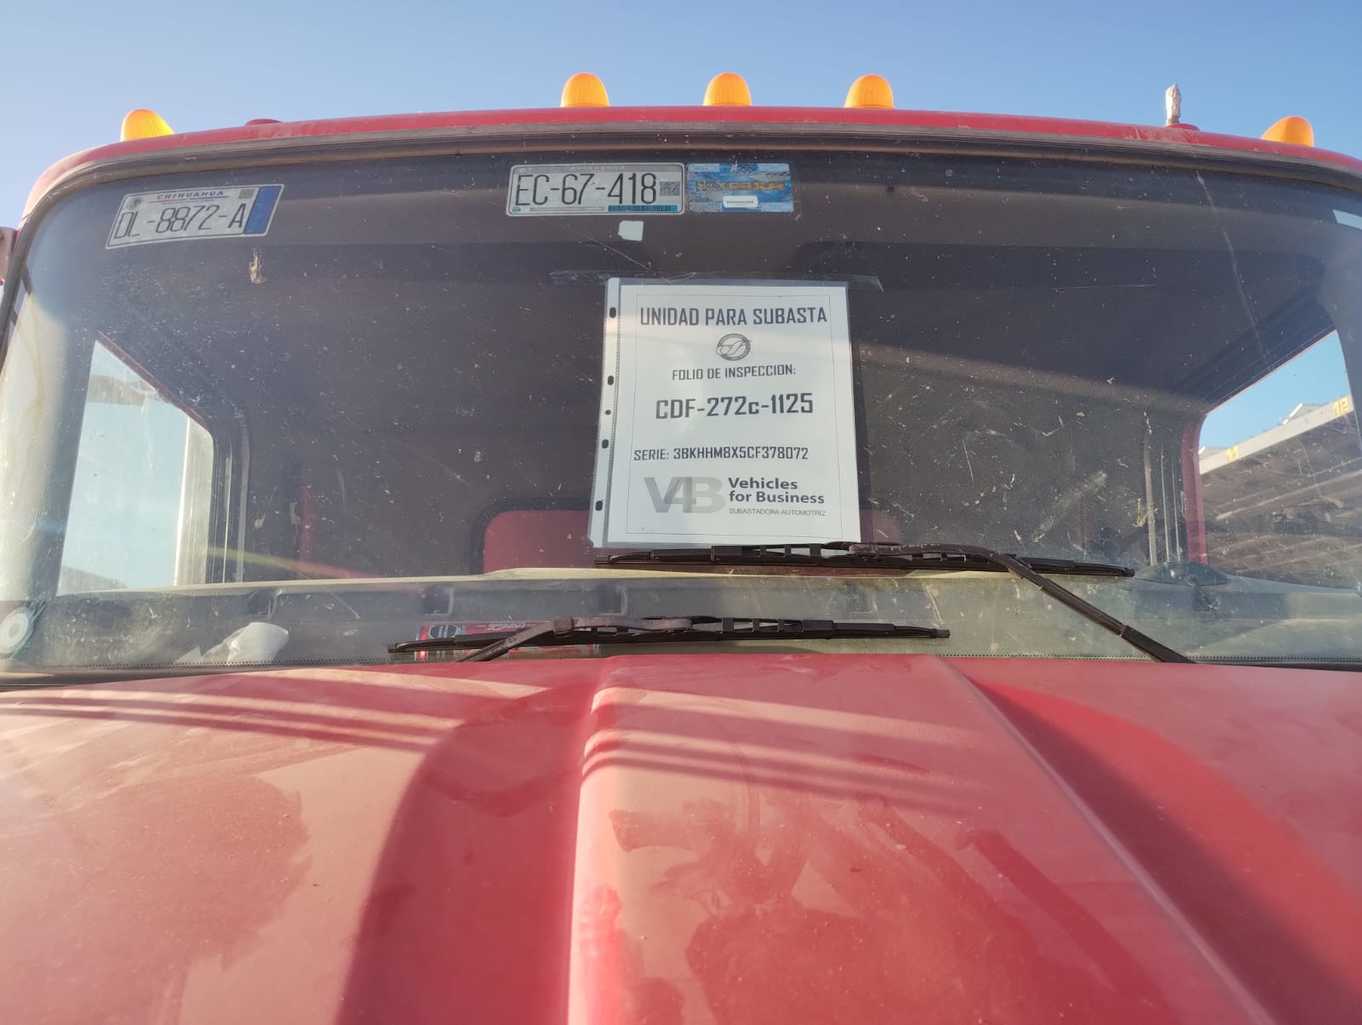 CHIHUAHUA
DL-8872-A
EC-67-418
UNIDAD PARA SUBASTA
FOLIO DE INSPECCION:
CDF-272c-1125
SERIE: 3BKHHM8X5CF378072
V4B Vehicles
for Business
SUBASTADORA AUTOMOTRIZ